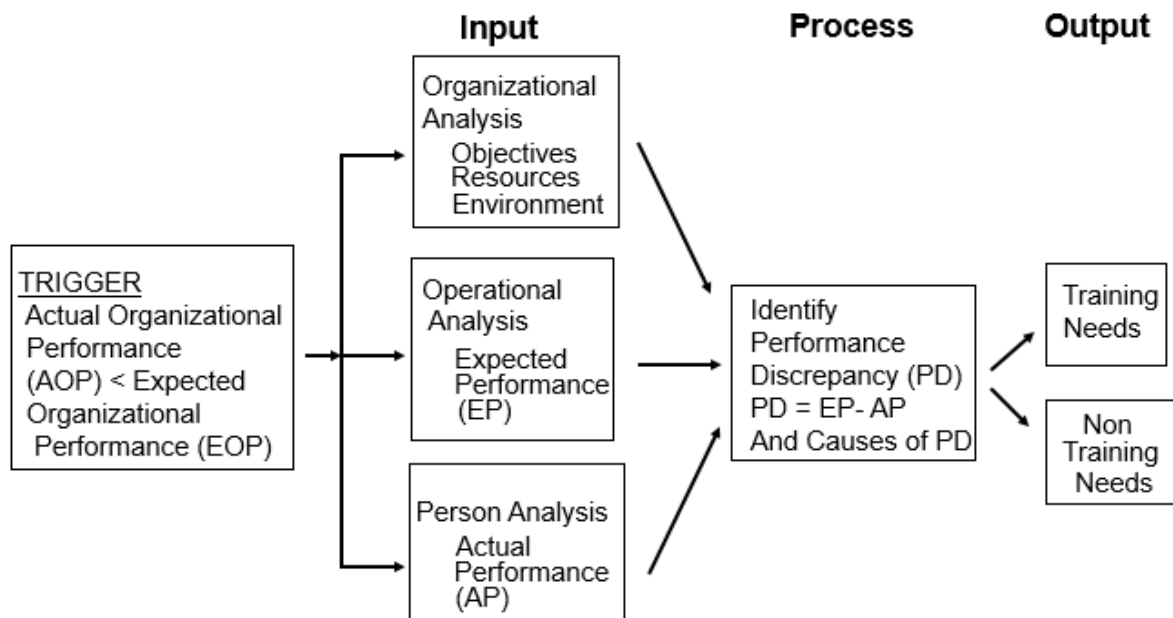 Input
Process
Output
TRIGGER
Actual Organizational
Performance
(AOP) < Expected
Organizational
Performance (EOP)
Organizational
Analysis
Objectives
Resources
Environment
Operational
Analysis
Expected
Performance
(EP)
Person Analysis
Actual
Performance
(AP)
Identify
Performance
Discrepancy (PD)
PD = EP- AP
And Causes of PD
Training
Needs
Non
Training
Needs